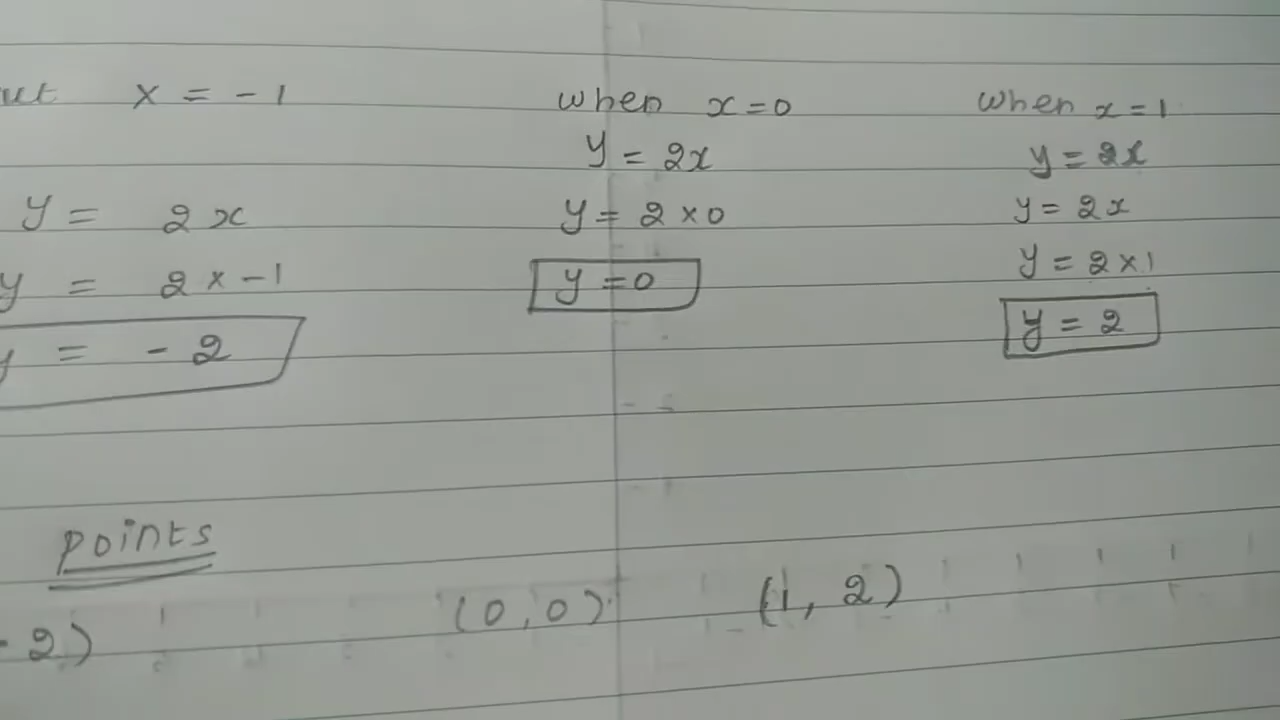 x = -1
y = 2x
y = 2 x -1
= -2
when x=0
y = 2x
y = 2 x 0
y = 0
when x = 1
y = 2x
y = 2x
y = 2 x 1
y = 2
points
- 2) (0,0) (1, 2)